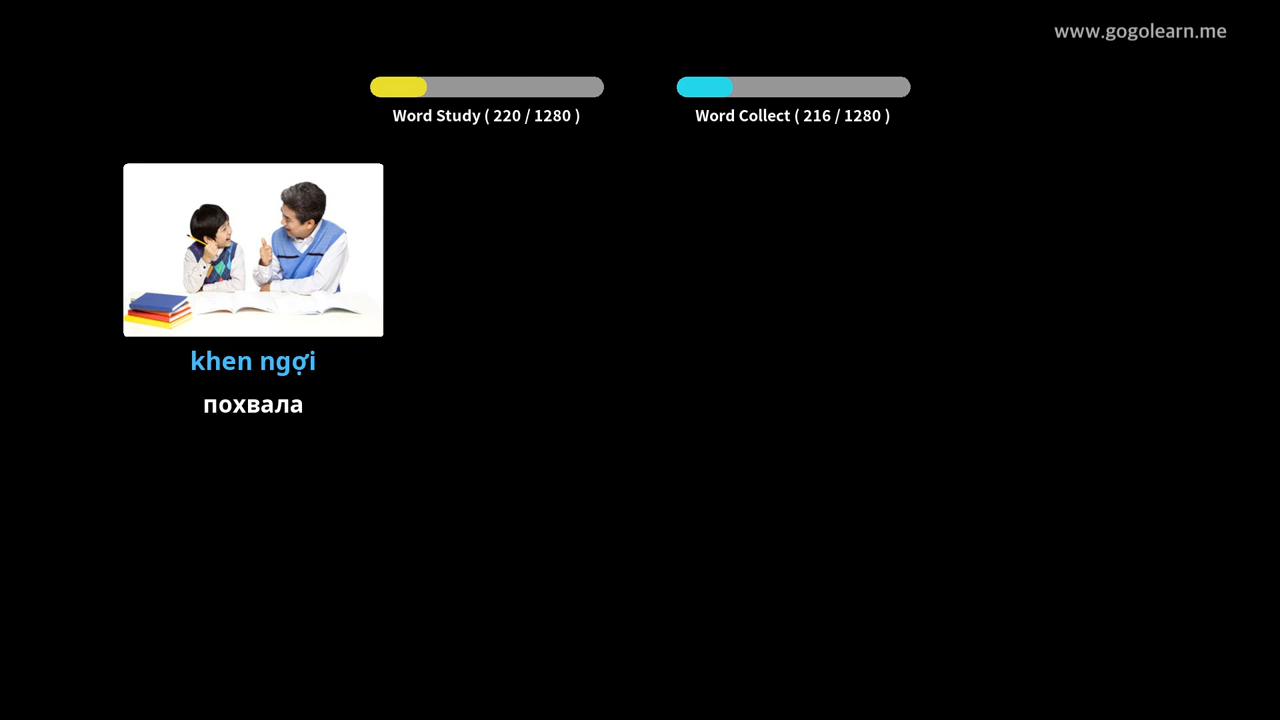 www.gogolearn.me
Word Study ( 220 / 1280 )
Word Collect ( 216 / 1280 )
khen ngợi
похвала